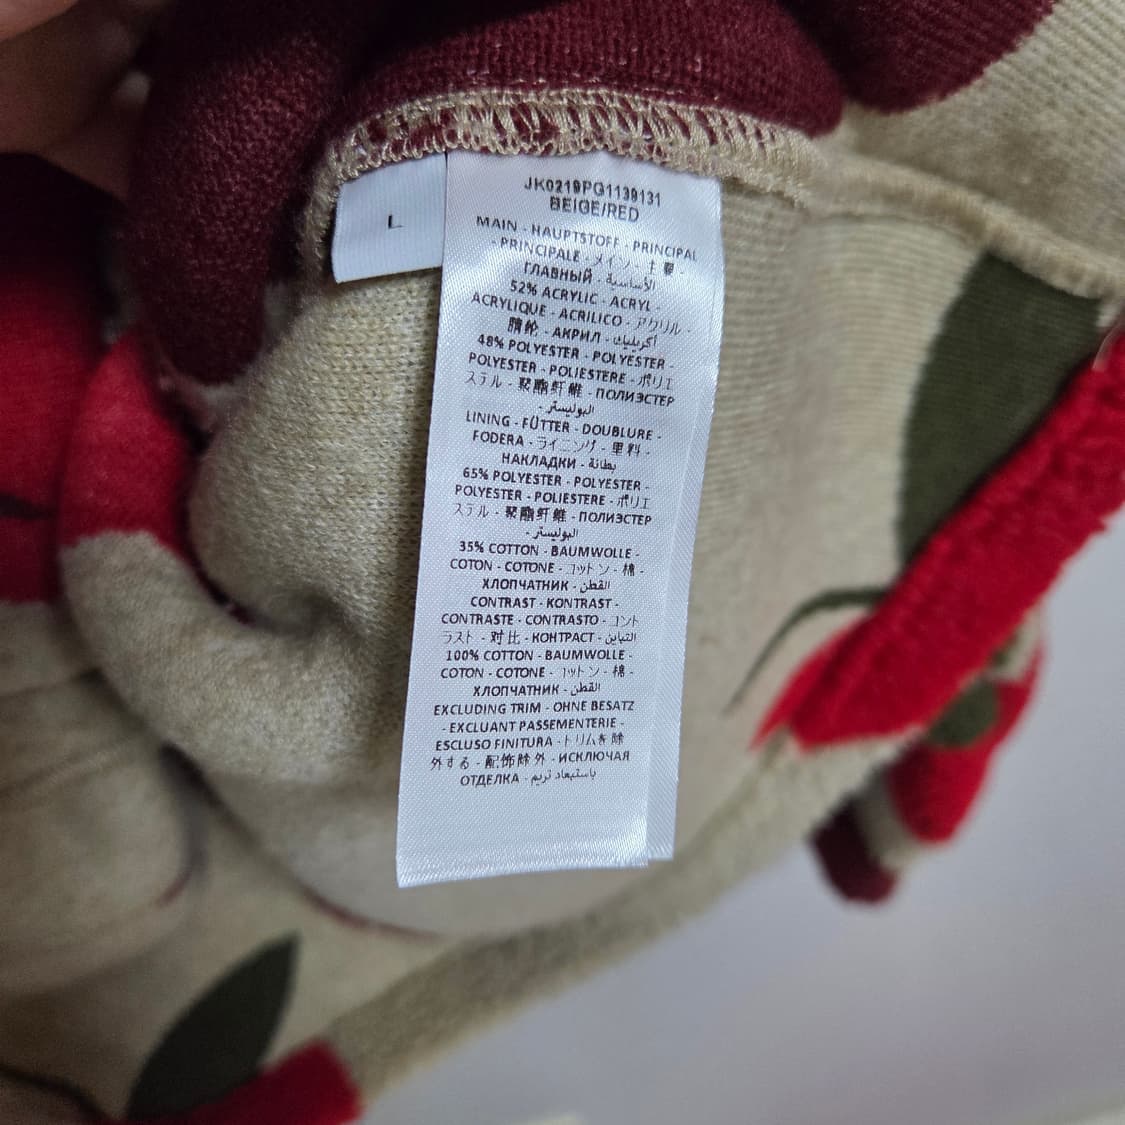 L
JK0219PG1139131
BEIGE/RED
MAIN - HAUPTSTOFF - PRINCIPAL
- PRINCIPALE - メイン - 主要 -
ГЛАВНЫЙ - الأساسية
52% ACRYLIC - ACRYL -
ACRYLIQUE - ACRILICO - アクリル -
腈纶 - АКРИЛ - أكريليك
48% POLYESTER - POLYESTER -
POLYESTER - POLIESTERE - ポリエ
ステル - 聚酯纤维 - ПОЛИЭСТЕР
- البوليستر
LINING - FÜTTER - DOUBLURE -
FODERA - ライニング - 里料 -
НАКЛАДКИ - بطانة
65% POLYESTER - POLYESTER -
POLYESTER - POLIESTERE - ポリエ
ステル - 聚酯纤维 - ПОЛИЭСТЕР
- البوليستر
35% COTTON - BAUMWOLLE -
COTON - COTONE - コットン - 棉 -
ХЛОПЧАТНИК - القطن
CONTRAST - KONTRAST -
CONTRASTE - CONTRASTO - コント
ラスト - 对比 - КОНТРАСТ - التباين
100% COTTON - BAUMWOLLE -
COTON - COTONE - コットン - 棉 -
ХЛОПЧАТНИК - القطن
EXCLUDING TRIM - OHNE BESATZ
- EXCLUANT PASSEMENTERIE -
ESCLUSO FINITURA - トリムを除
外する - 配饰除外 - ИСКЛЮЧАЯ
ОТДЕЛКА - باستبعاد تريم